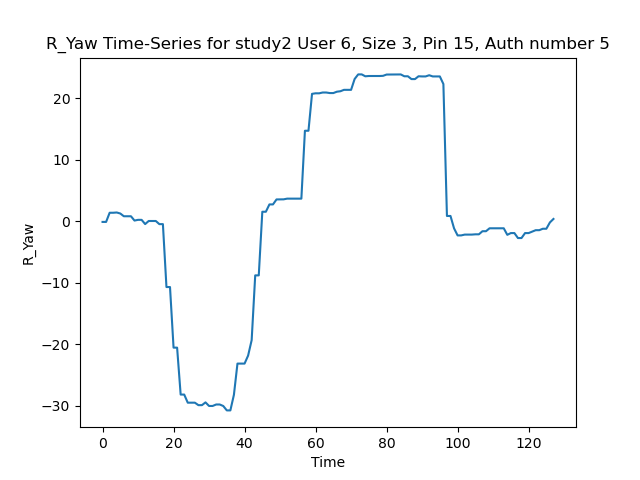 R_Yaw Time-Series for study2 User 6, Size 3, Pin 15, Auth number 5
20
10
0
−10
−20
−30
R_Yaw
0 20 40 60 80 100 120
Time